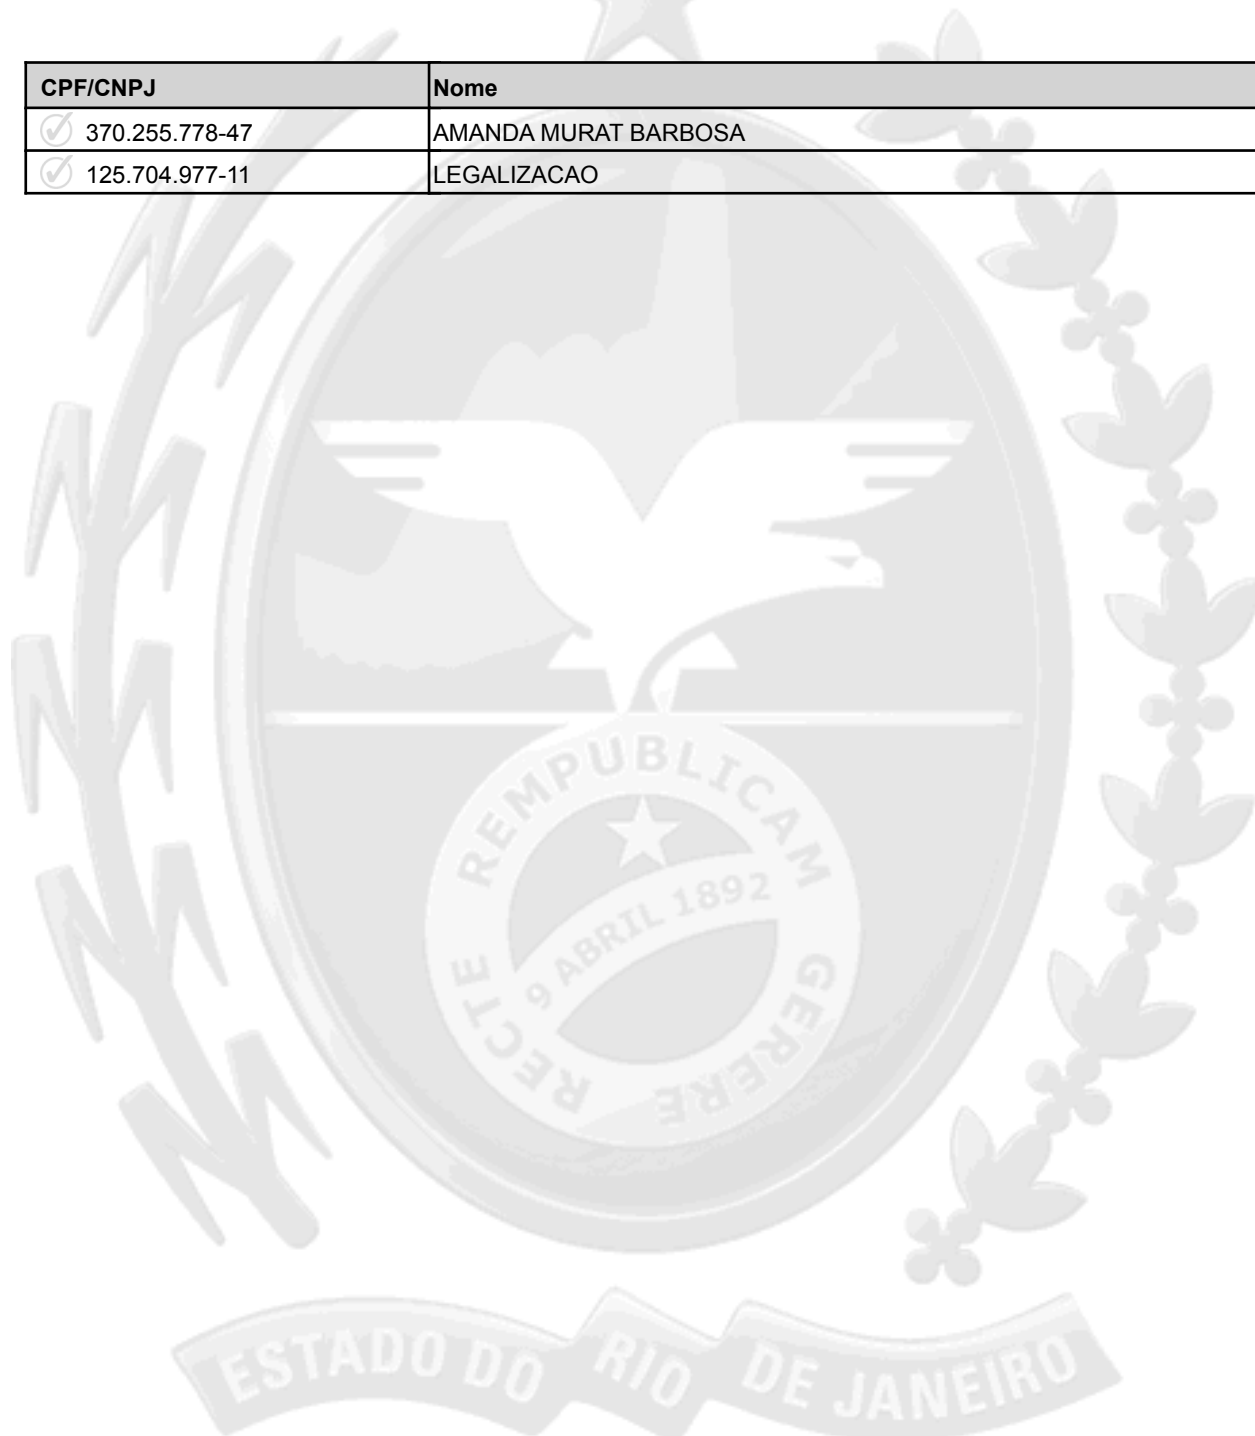 CPF/CNPJ Nome
370.255.778-47 AMANDA MURAT BARBOSA
125.704.977-11 LEGALIZACAO
REMPUBLICAM
9 ABRIL 1892
RECTE GERERE
ESTADO DO RIO DE JANEIRO